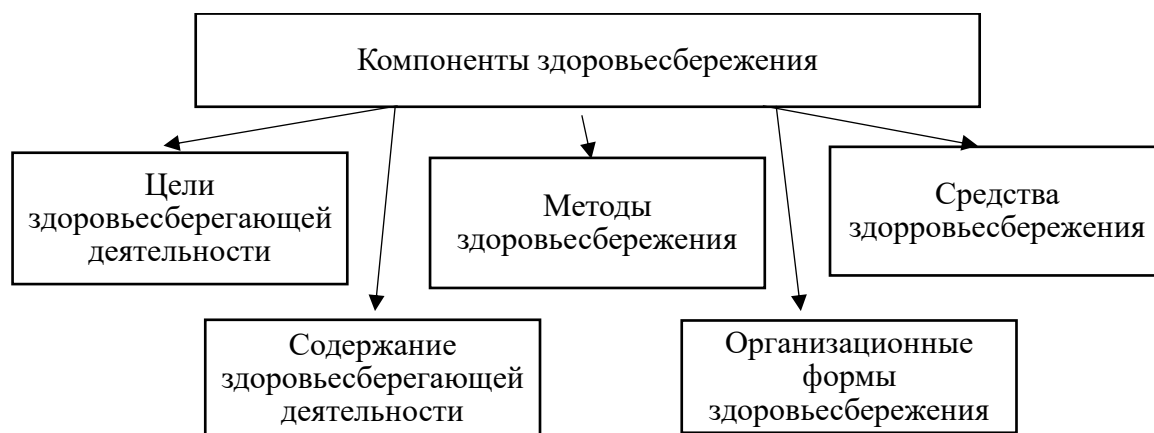 Компоненты здоровьесбережения
Цели
здоровьесберегающей
деятельности
Методы
здоровьесбережения
Средства
здорровьесбережения
Содержание
здоровьесберегающей
деятельности
Организационные
формы
здоровьесбережения